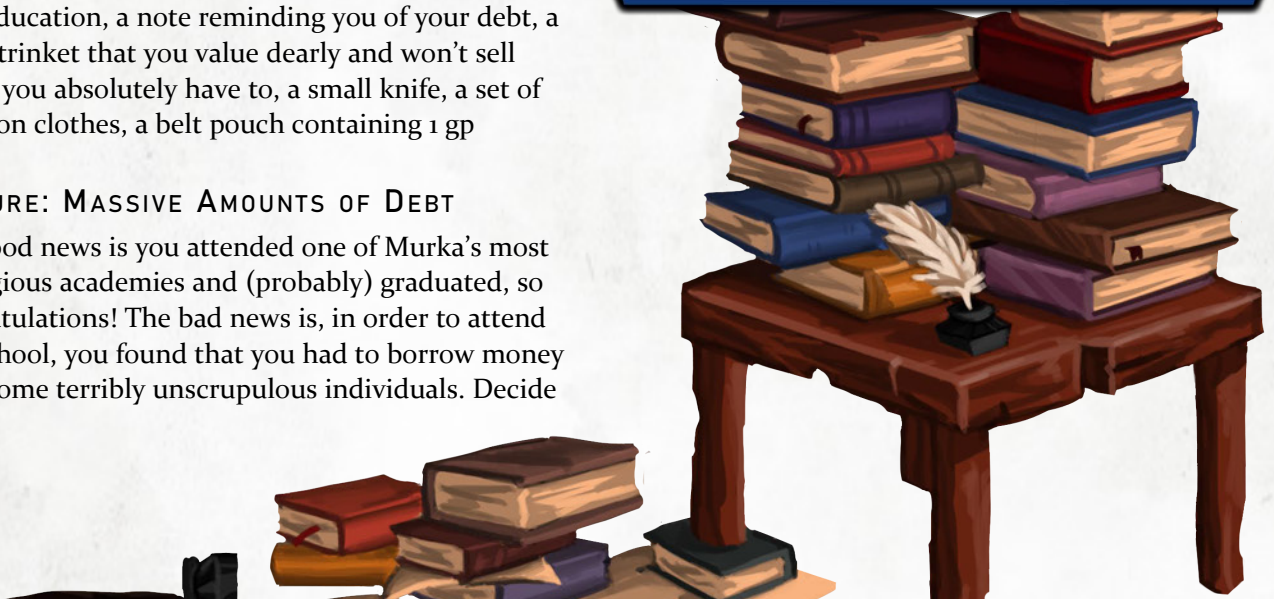 ducation, a note reminding you of your debt, a
trinket that you value dearly and won't sell
you absolutely have to, a small knife, a set of
on clothes, a belt pouch containing 1 gp
URE: MASSIVE AMOUNTS OF DEBT
ood news is you attended one of Murka's most
gious academies and (probably) graduated, so
tulations! The bad news is, in order to attend
hool, you found that you had to borrow money
ome terribly unscrupulous individuals. Decide